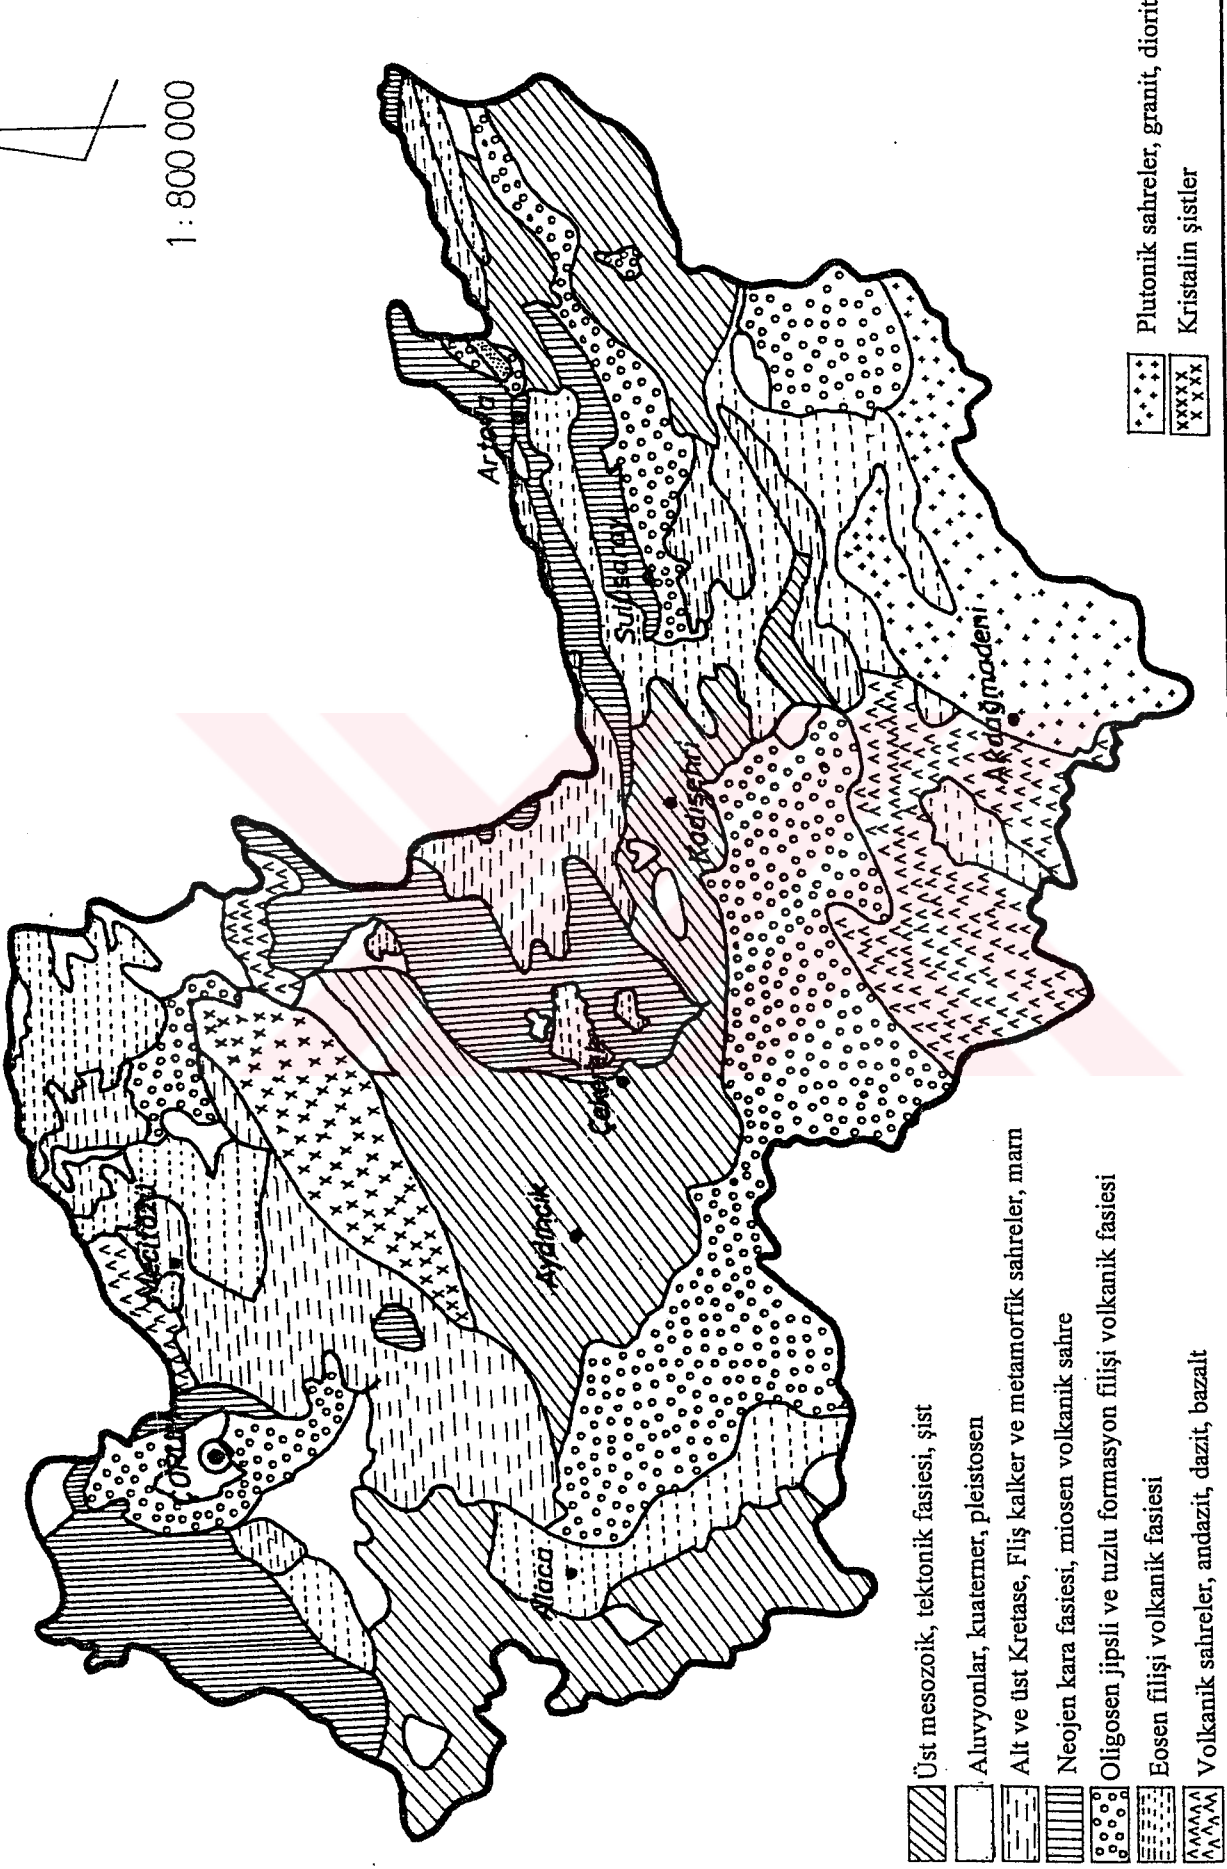 1:800 000
Artova
Sulusaray
Kadışehri
Akdağmadeni
Mecitözü
Aydıncık
Alaca
Üst mesozoik, tektonik fasiesi, şist
Aluvyonlar, kuaterner, pleistosen
Alt ve üst Kretase, Fliş kalker ve metamorfik sahreler, marn
Neojen kara fasiesi, miosen volkanik sahre
Oligosen jipsli ve tuzlu formasyon filişi volkanik fasiesi
Eosen filişi volkanik fasiesi
Volkanik sahreler, andazit, dazit, bazalt
Plutonik sahreler, granit, diorit
Kristalin şistler